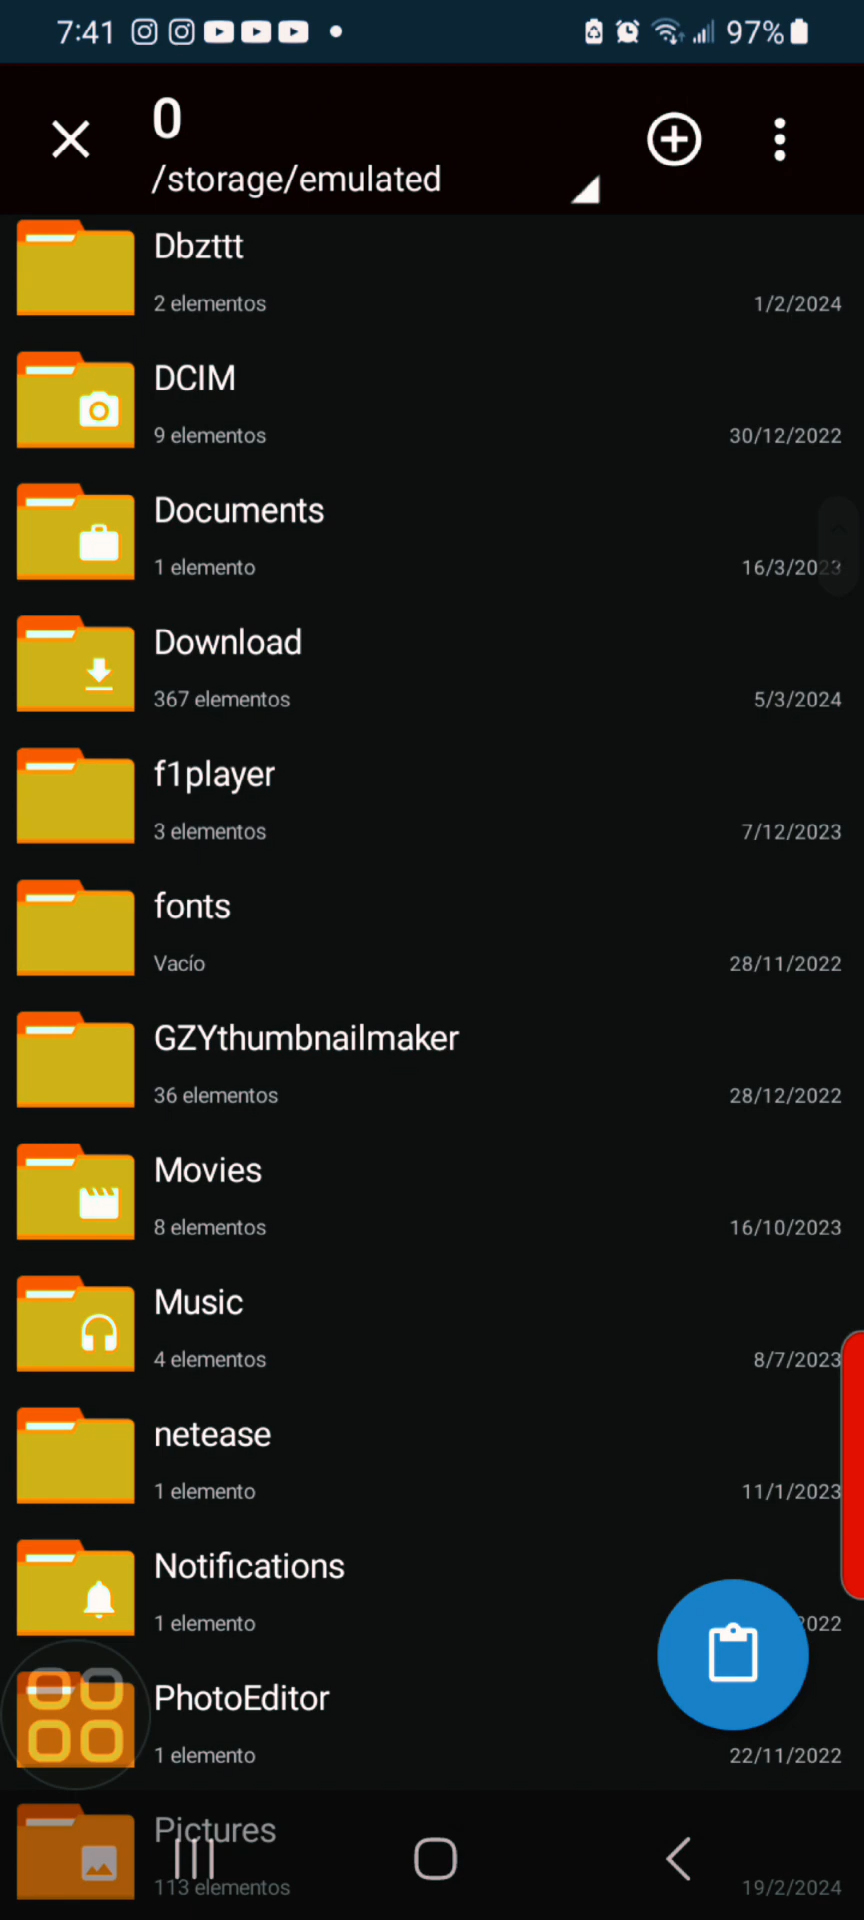 7:41
97%
0
/storage/emulated
Dbzttt
2 elementos
1/2/2024
DCIM
9 elementos
30/12/2022
Documents
1 elemento
16/3/2023
Download
367 elementos
5/3/2024
f1player
3 elementos
7/12/2023
fonts
Vacío
28/11/2022
GZYthumbnailmaker
36 elementos
28/12/2022
Movies
8 elementos
16/10/2023
Music
4 elementos
8/7/2023
netease
1 elemento
11/1/2023
Notifications
1 elemento
PhotoEditor
1 elemento
22/11/2022
Pictures
113 elementos
19/2/2024